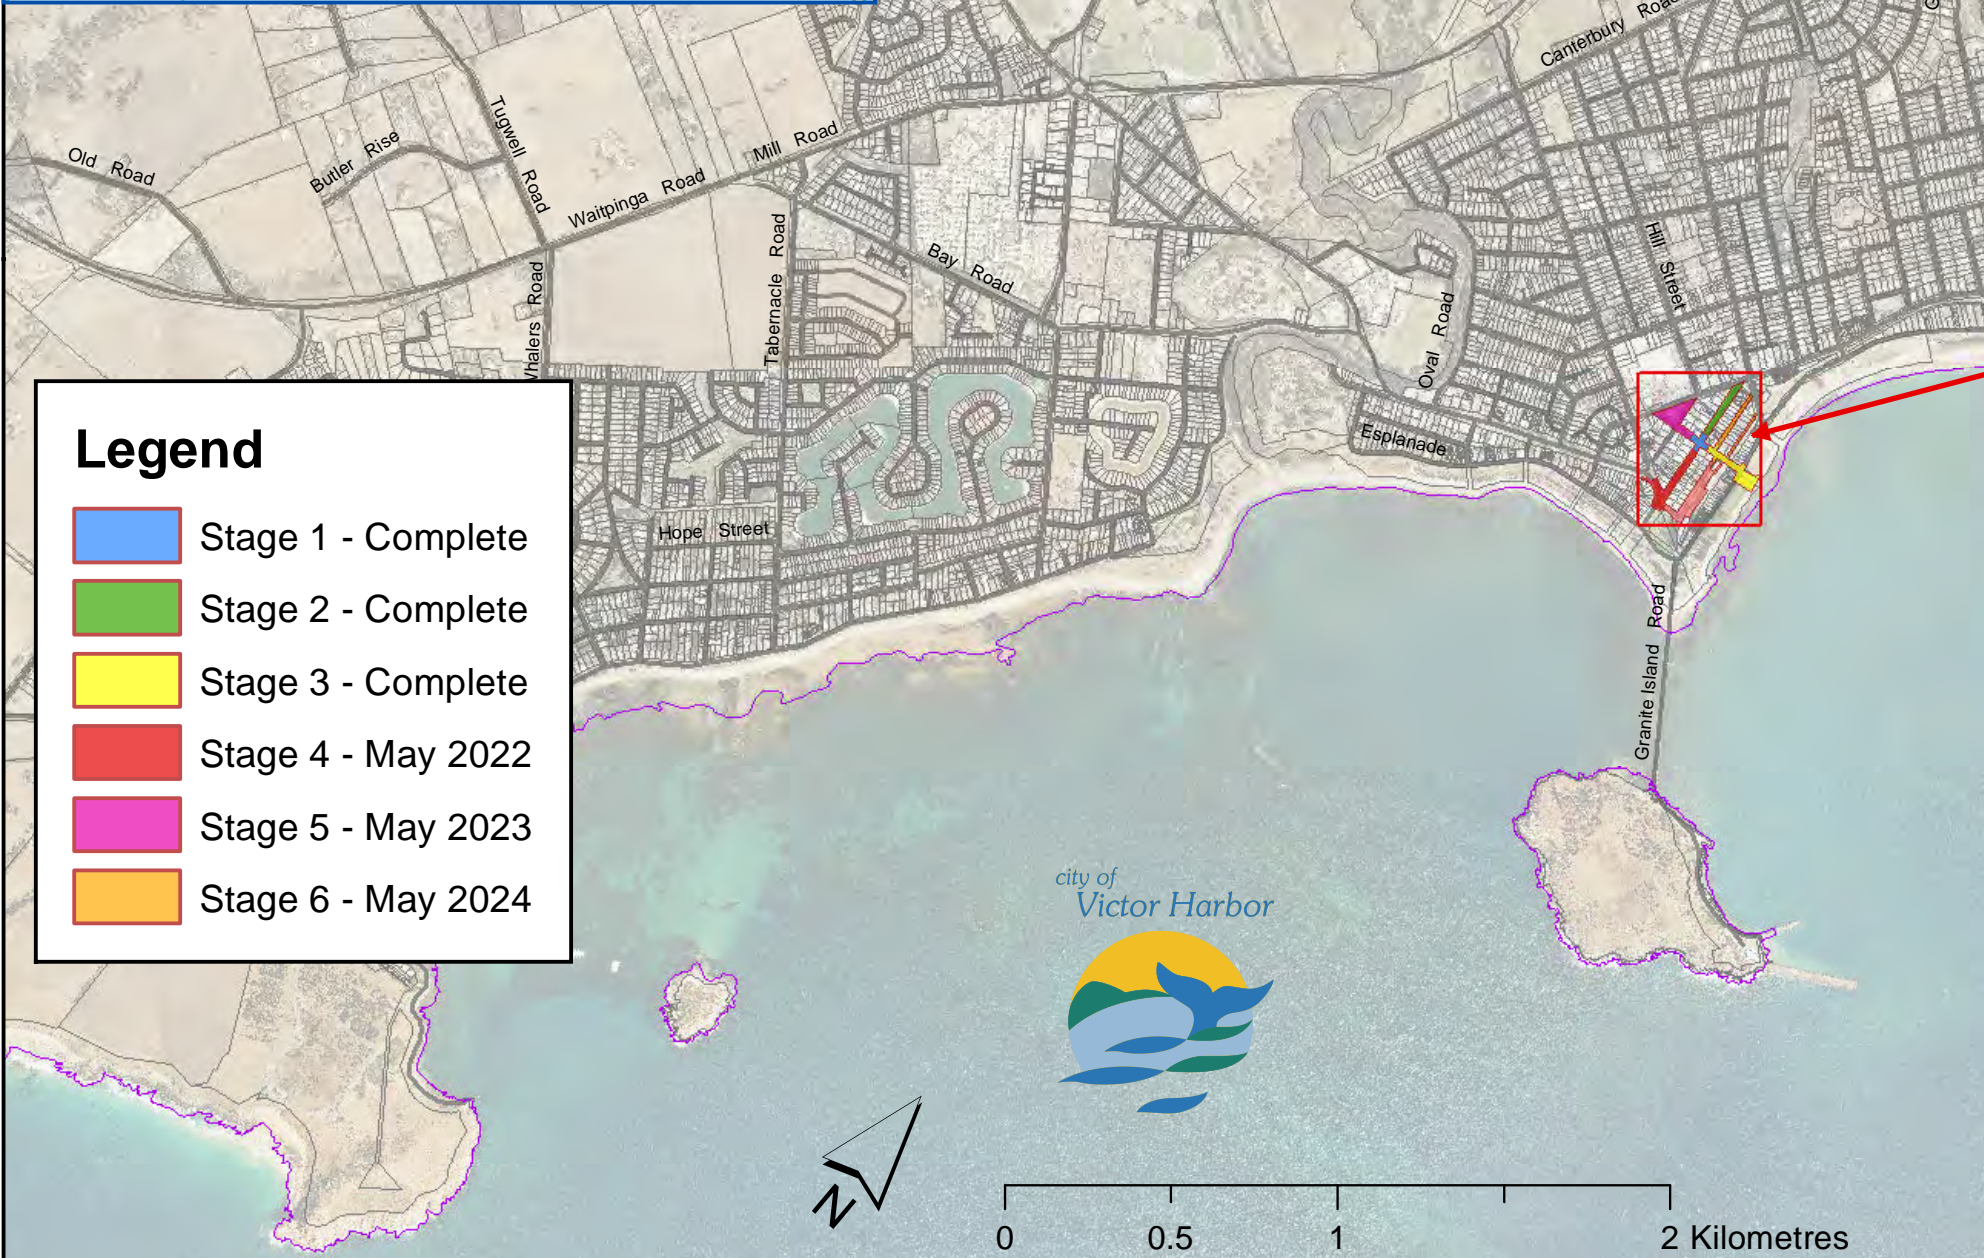 Canterbury Road
Old Road
Butler Rise
Tugwell Road
Waitpinga Road
Mill Road
Whalers Road
Tabernacle Road
Bay Road
Oval Road
Hill Street
Esplanade
Hope Street
Granite Island Road
Legend
Stage 1 - Complete
Stage 2 - Complete
Stage 3 - Complete
Stage 4 - May 2022
Stage 5 - May 2023
Stage 6 - May 2024
city of
Victor Harbor
N
0 0.5 1 2 Kilometres